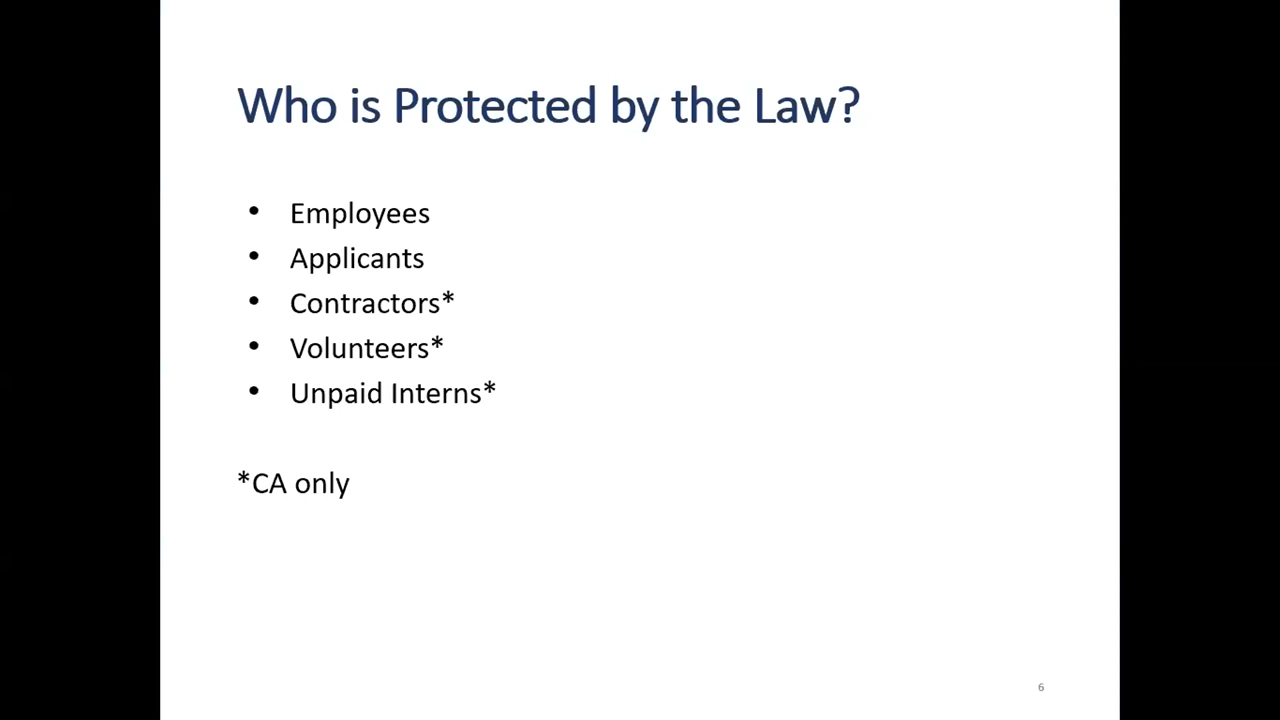 Who is Protected by the Law?
• Employees
• Applicants
• Contractors*
• Volunteers*
• Unpaid Interns*
*CA only
6